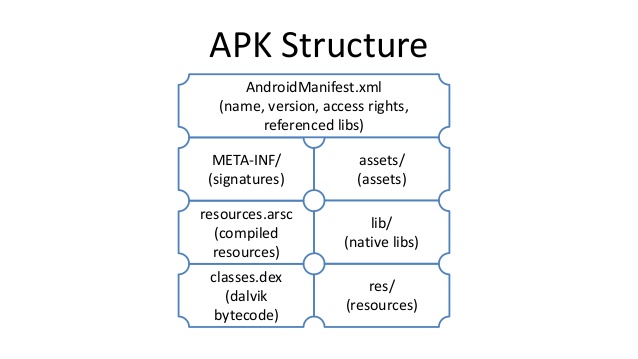 APK Structure
AndroidManifest.xml
(name, version, access rights,
referenced libs)
META-INF/
(signatures)
assets/
(assets)
resources.arsc
(compiled
resources)
lib/
(native libs)
classes.dex
(dalvik
bytecode)
res/
(resources)